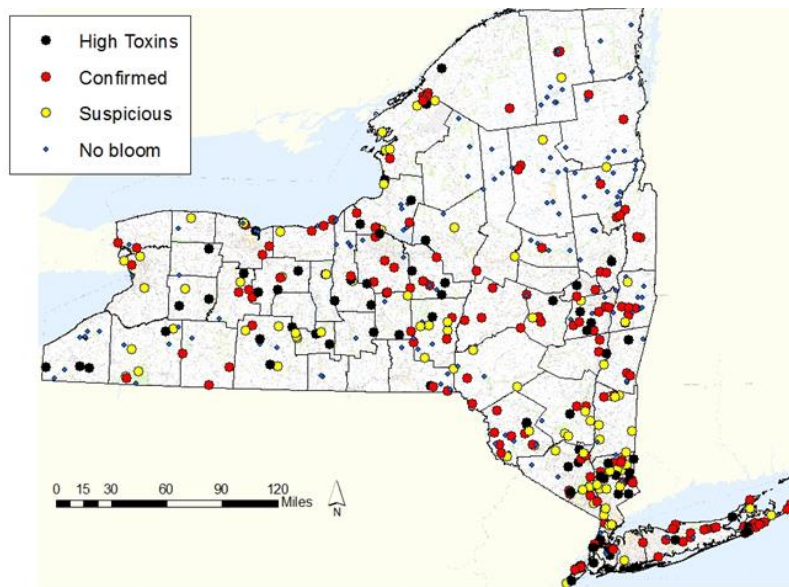 High Toxins
Confirmed
Suspicious
No bloom
0 15 30 60 90 120
Miles
N